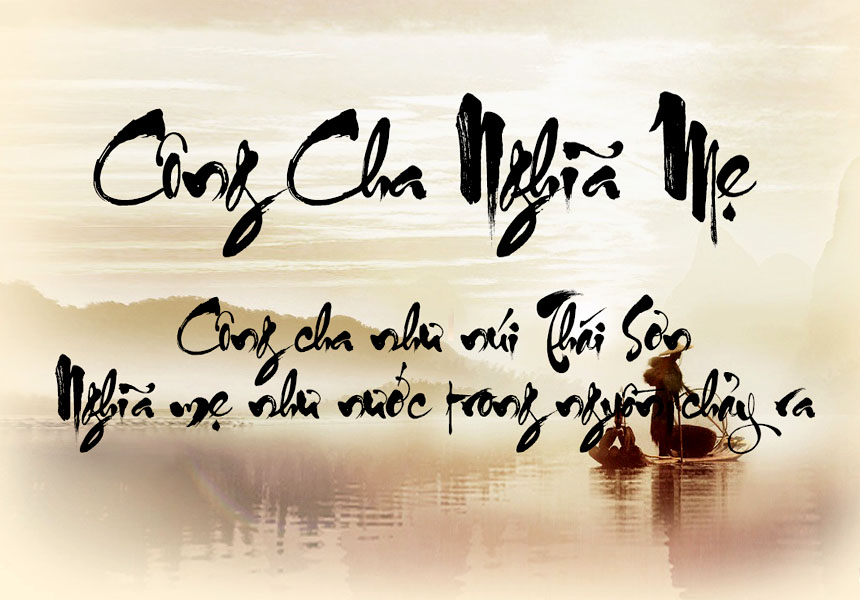 Công Cha Nghĩa Mẹ
Công cha như núi Thái Sơn
Nghĩa mẹ như nước trong nguồn chảy ra